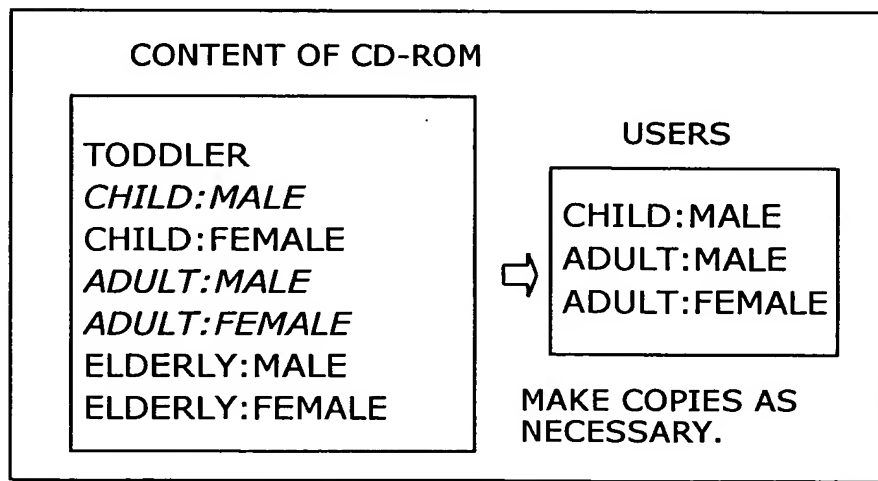 CONTENT OF CD-ROM
TODDLER
CHILD:MALE
CHILD:FEMALE
ADULT:MALE
ADULT:FEMALE
ELDERLY:MALE
ELDERLY:FEMALE
USERS
CHILD:MALE
ADULT:MALE
ADULT:FEMALE
MAKE COPIES AS
NECESSARY.